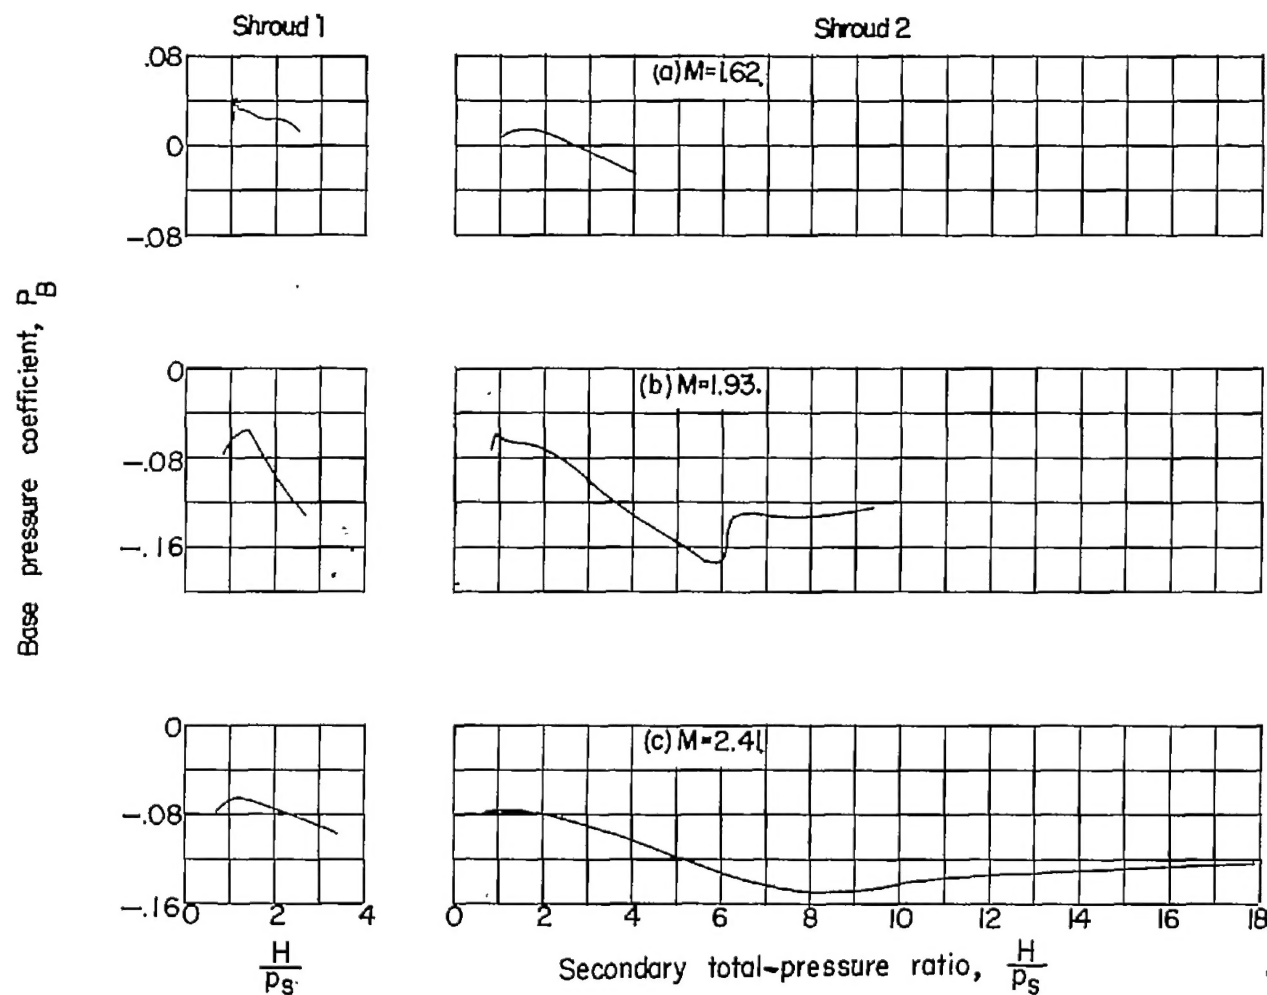 Shroud 1
Shroud 2
.08
0
-.08
(a) M=1.62.
Base pressure coefficient, P_B
0
-.08
-.16
(b) M=1.93.
0
-.08
-.16
(c) M=2.41.
0 2 4
0 2 4 6 8 10 12 14 16 18
H
p_s
Secondary total-pressure ratio, H
p_s